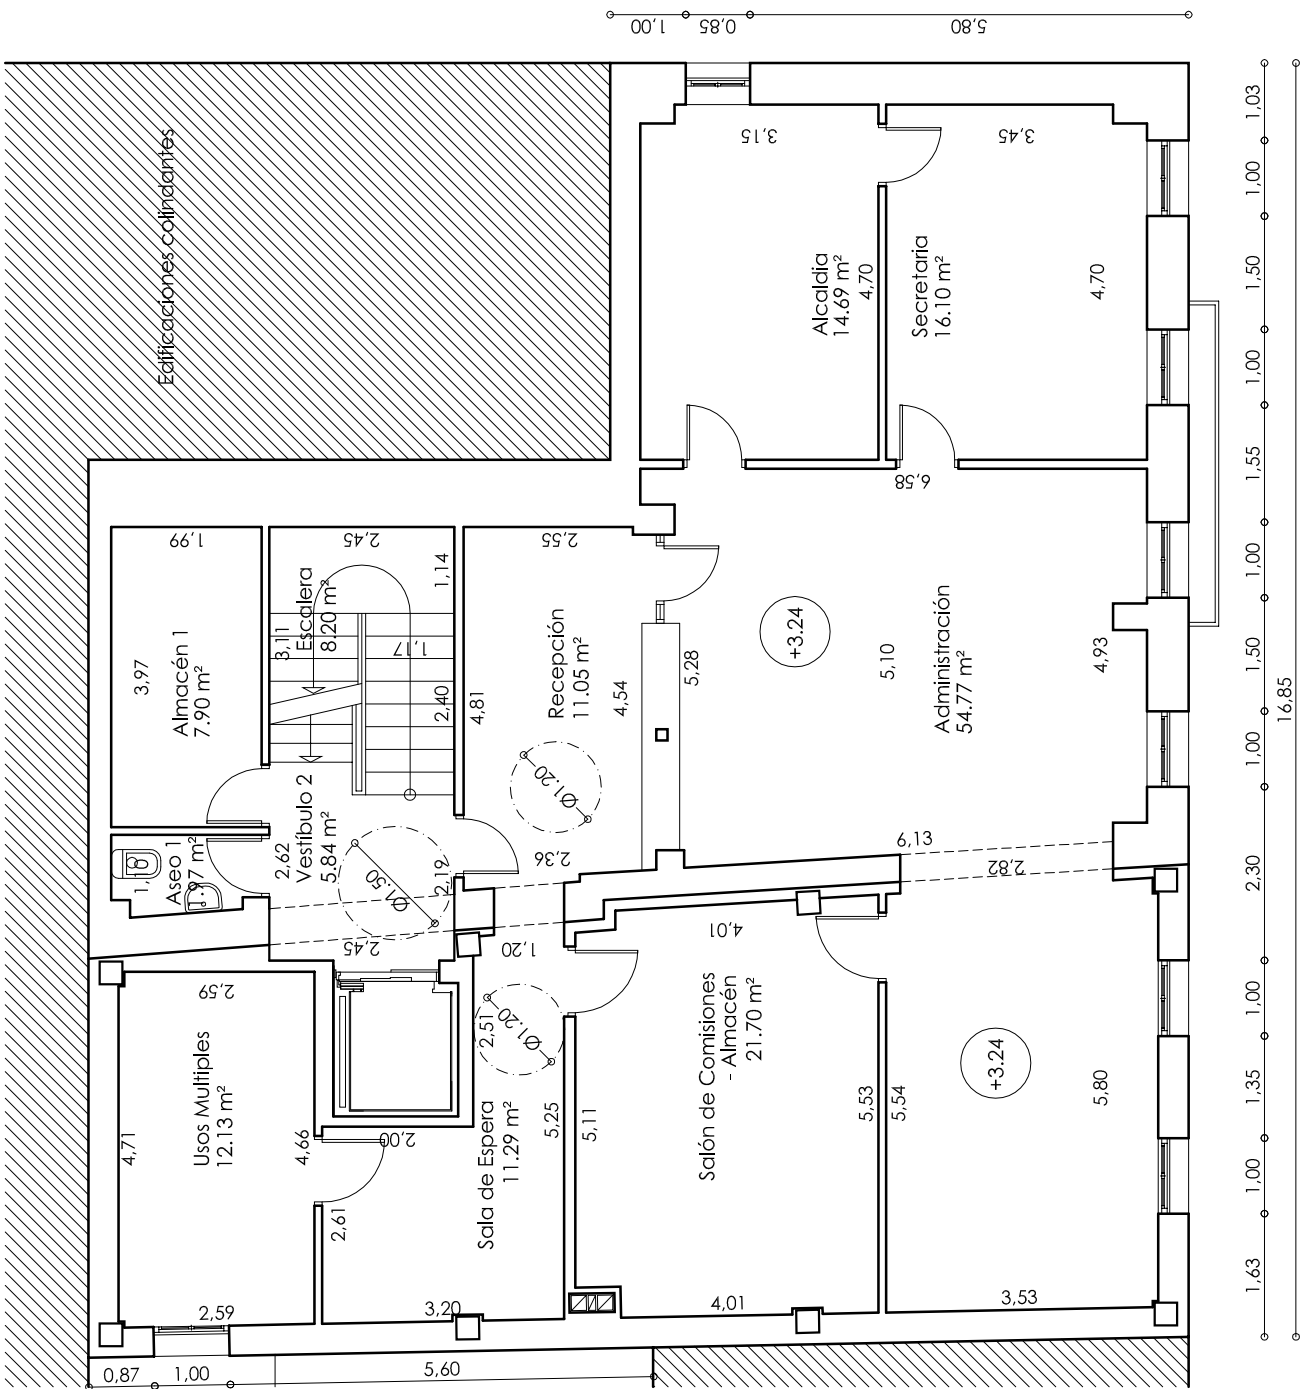 1,00
0,85
5,80
1,03
1,00
1,50
1,00
1,55
1,00
1,50
1,00
2,30
1,00
1,35
1,00
1,63
16,85
Edificaciones colindantes
3,15
3,45
Alcaldia
14.69 m²
4,70
Secretaria
16.10 m²
4,70
6,58
1,99
2,45
2,55
3,97
Almacén 1
7.90 m²
3,11
Escalera
8.20 m²
1,14
1,17
2,40
4,81
Recepción
11.05 m²
4,54
5,28
+3.24
5,10
Administración
54.77 m²
4,93
Ø1.20
2,62
Vestíbulo 2
5.84 m²
2,19
2,36
6,13
2,82
1,10
Aseo 1
1.97 m²
Ø1.50
2,45
1,20
4,01
2,59
Usos Multiples
12.13 m²
4,71
4,66
2,00
2,51
Ø1.20
Sala de Espera
11.29 m²
5,25
5,11
Salón de Comisiones
- Almacén
21.70 m²
5,53
5,54
+3.24
5,80
2,61
2,59
3,20
4,01
3,53
0,87
1,00
5,60